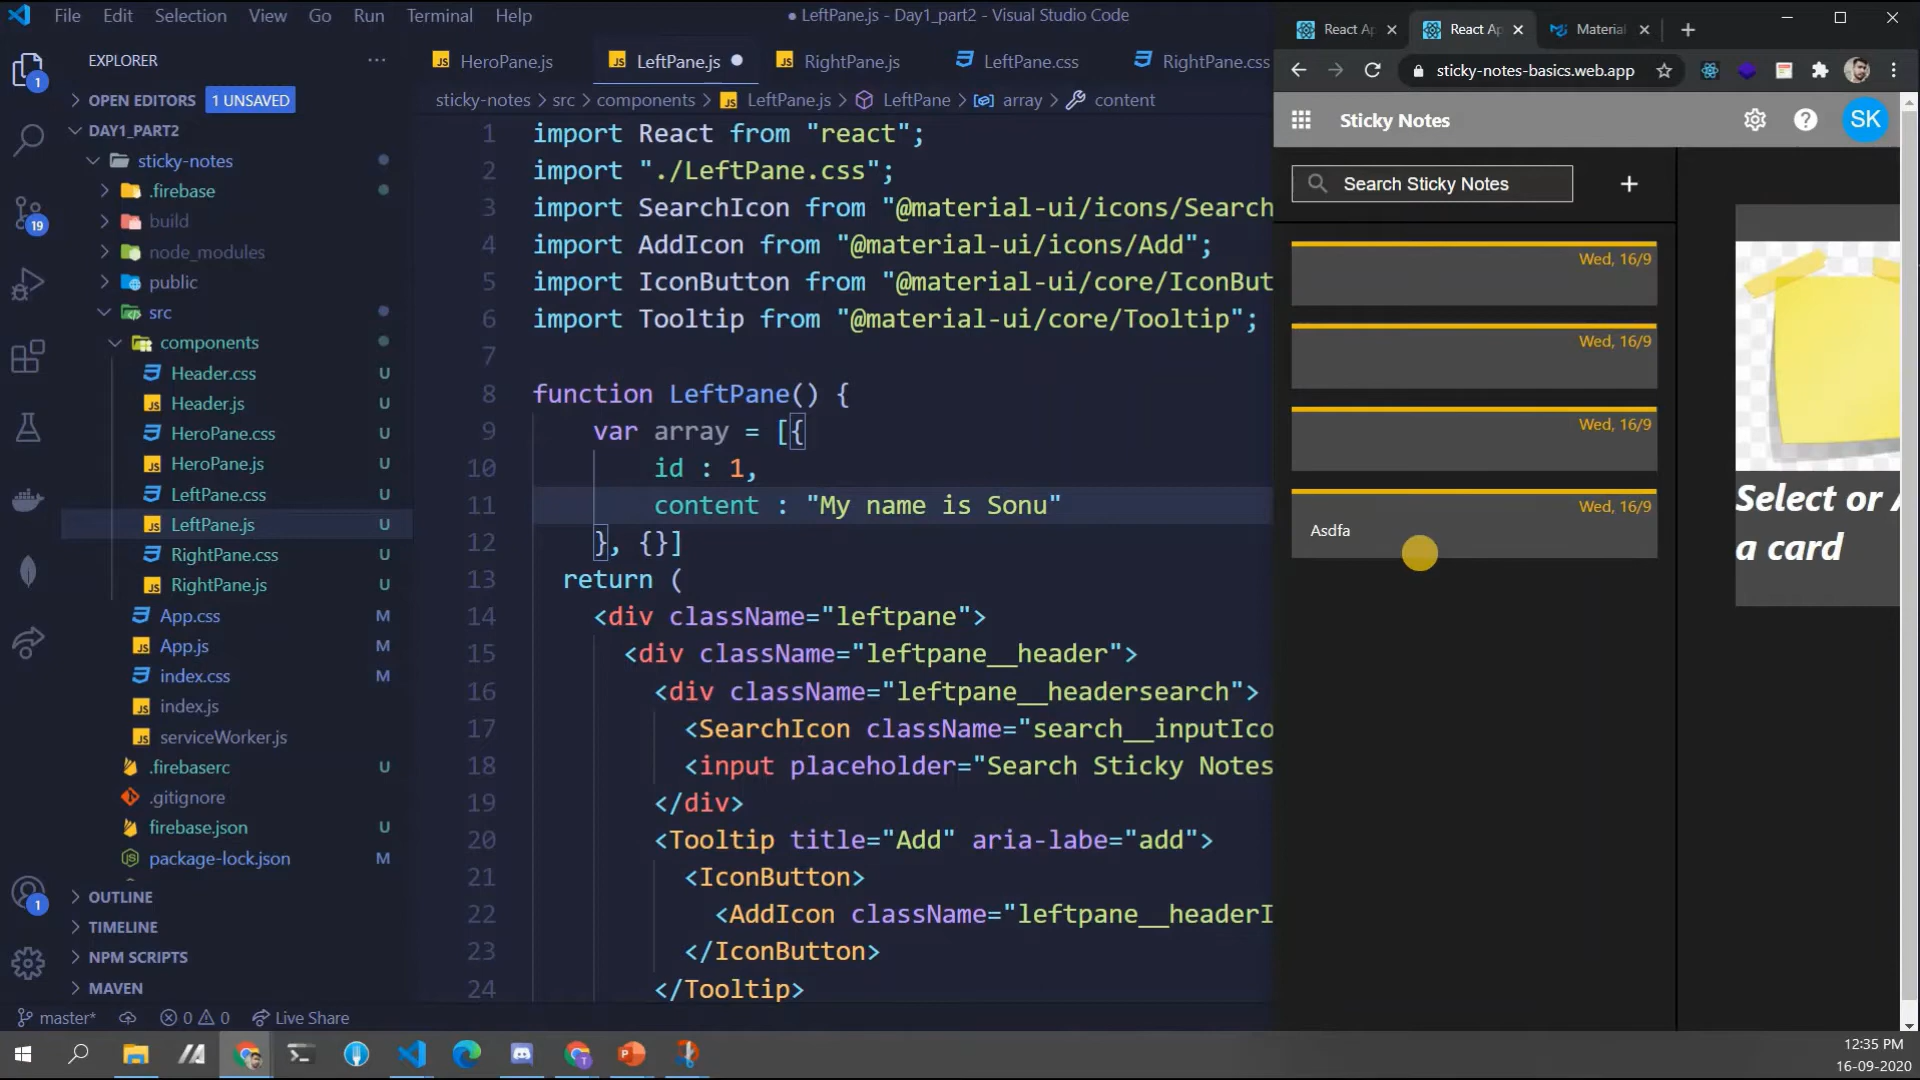 File Edit Selection View Go Run Terminal Help
● LeftPane.js - Day1_part2 - Visual Studio Code
EXPLORER ···
OPEN EDITORS 1 UNSAVED
DAY1_PART2
sticky-notes
.firebase
build
node_modules
public
src
components
Header.css U
Header.js U
HeroPane.css U
HeroPane.js U
LeftPane.css U
LeftPane.js U
RightPane.css U
RightPane.js U
App.css M
App.js M
index.css M
index.js
serviceWorker.js
.firebaserc U
.gitignore
firebase.json U
package-lock.json M
OUTLINE
TIMELINE
NPM SCRIPTS
MAVEN
1
19
1
HeroPane.js LeftPane.js ● RightPane.js LeftPane.css RightPane.css
sticky-notes > src > components > LeftPane.js > LeftPane > array > content
1 import React from "react";
2 import "./LeftPane.css";
3 import SearchIcon from "@material-ui/icons/Search
4 import AddIcon from "@material-ui/icons/Add";
5 import IconButton from "@material-ui/core/IconBut
6 import Tooltip from "@material-ui/core/Tooltip";
7
8 function LeftPane() {
9 var array = [{
10 id : 1,
11 content : "My name is Sonu"
12 }, {}]
13 return (
14 <div className="leftpane">
15 <div className="leftpane__header">
16 <div className="leftpane__headersearch">
17 <SearchIcon className="search__inputIco
18 <input placeholder="Search Sticky Notes
19 </div>
20 <Tooltip title="Add" aria-labe="add">
21 <IconButton>
22 <AddIcon className="leftpane__headerI
23 </IconButton>
24 </Tooltip>
master* 0 0 Live Share
React Ap React Ap Material
sticky-notes-basics.web.app
Sticky Notes SK
Search Sticky Notes +
Wed, 16/9
Wed, 16/9
Wed, 16/9
Wed, 16/9
Asdfa
Select or A
a card
12:35 PM
16-09-2020